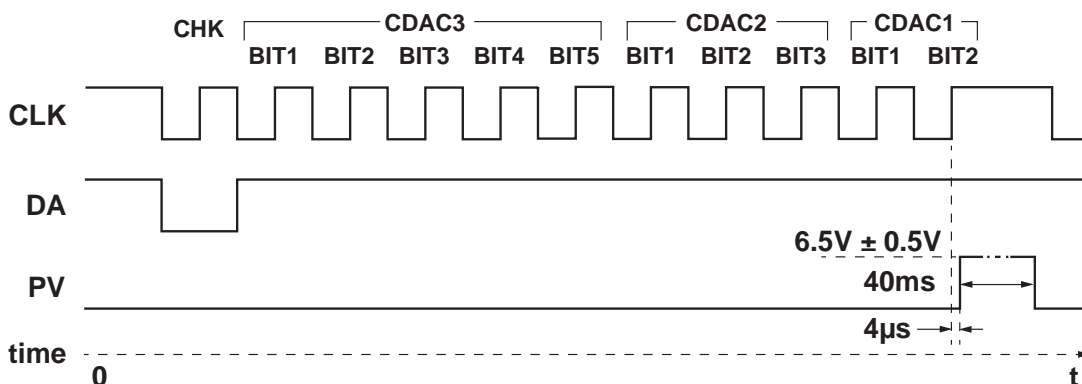 CHK CDAC3 CDAC2 CDAC1
BIT1 BIT2 BIT3 BIT4 BIT5 BIT1 BIT2 BIT3 BIT1 BIT2
CLK
DA
6.5V ± 0.5V
PV
40ms
4µs
time
0 t